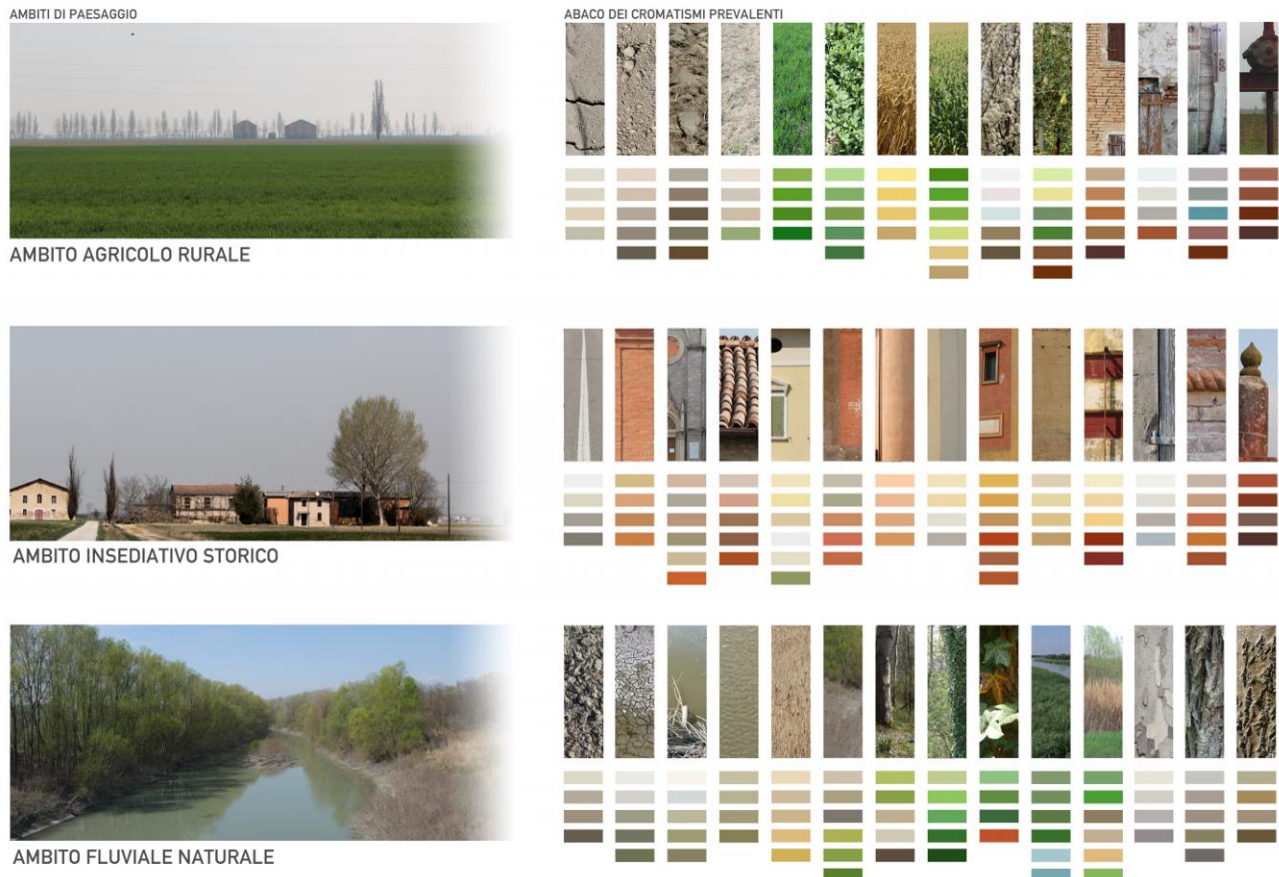 AMBITI DI PAESAGGIO
ABACO DEI CROMATISMI PREVALENTI
AMBITO AGRICOLO RURALE
AMBITO INSEDIATIVO STORICO
AMBITO FLUVIALE NATURALE